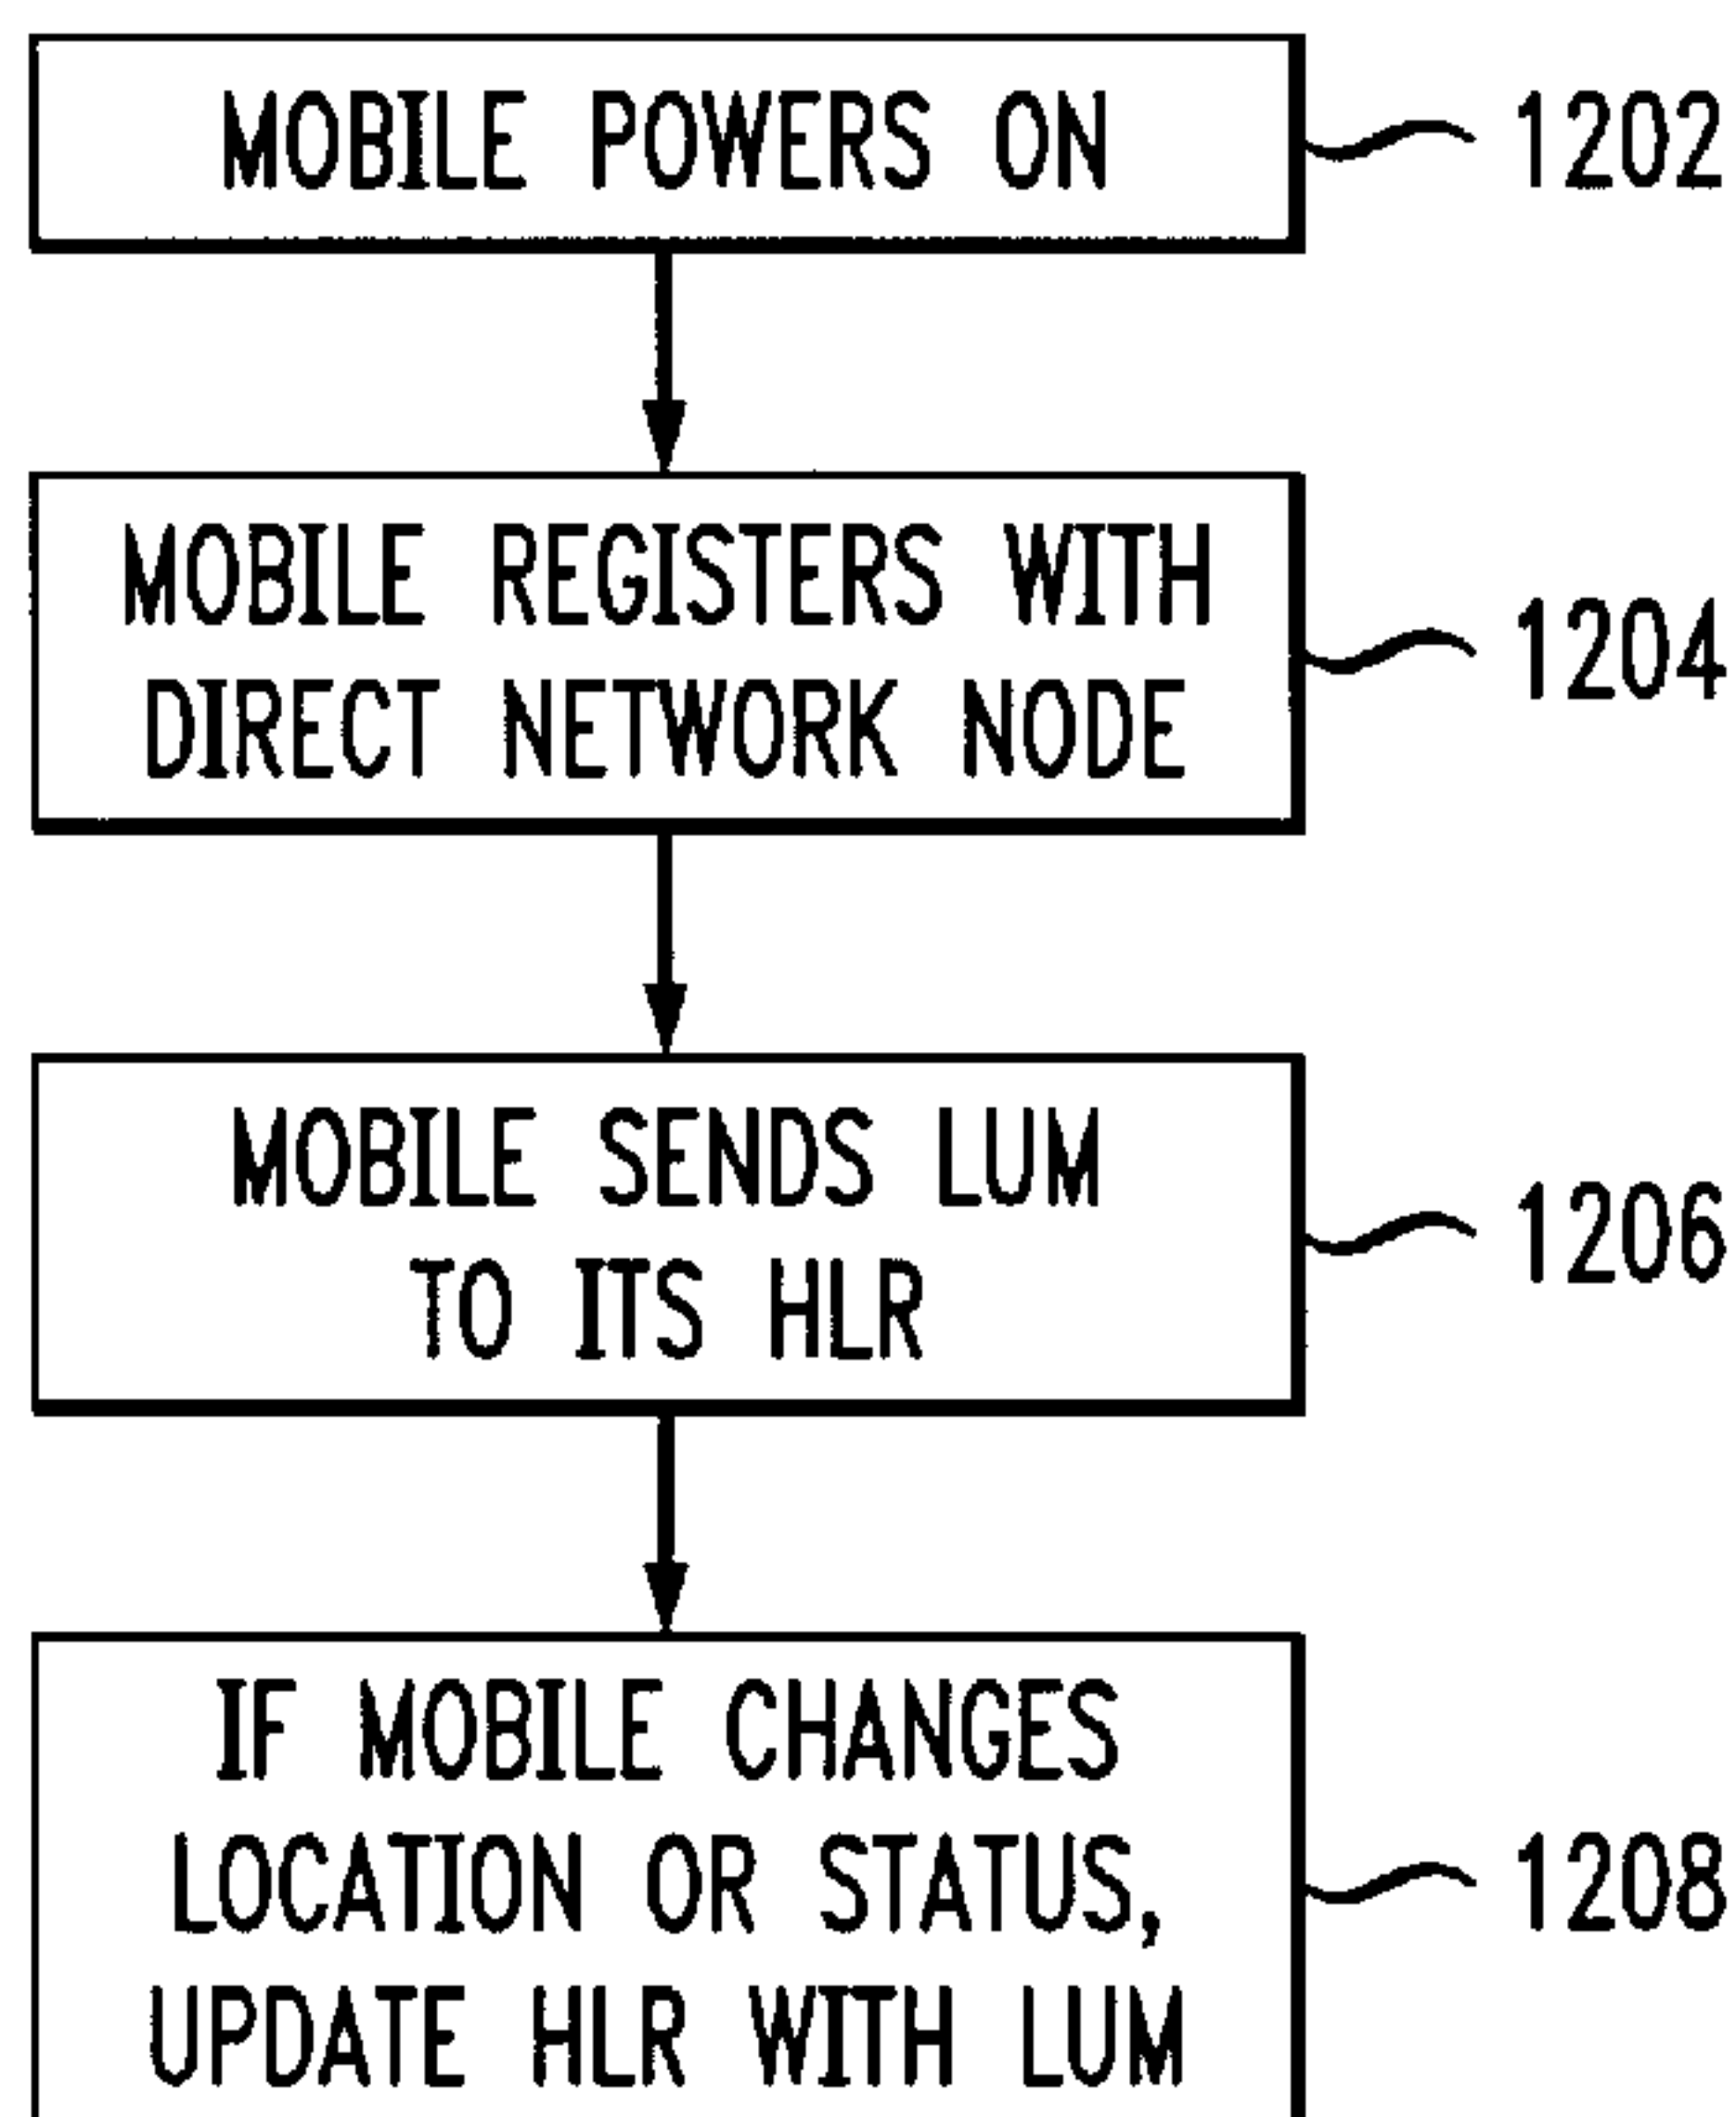 MOBILE POWERS ON
1202
MOBILE REGISTERS WITH
DIRECT NETWORK NODE
1204
MOBILE SENDS LUM
TO ITS HLR
1206
IF MOBILE CHANGES
LOCATION OR STATUS,
UPDATE HLR WITH LUM
1208